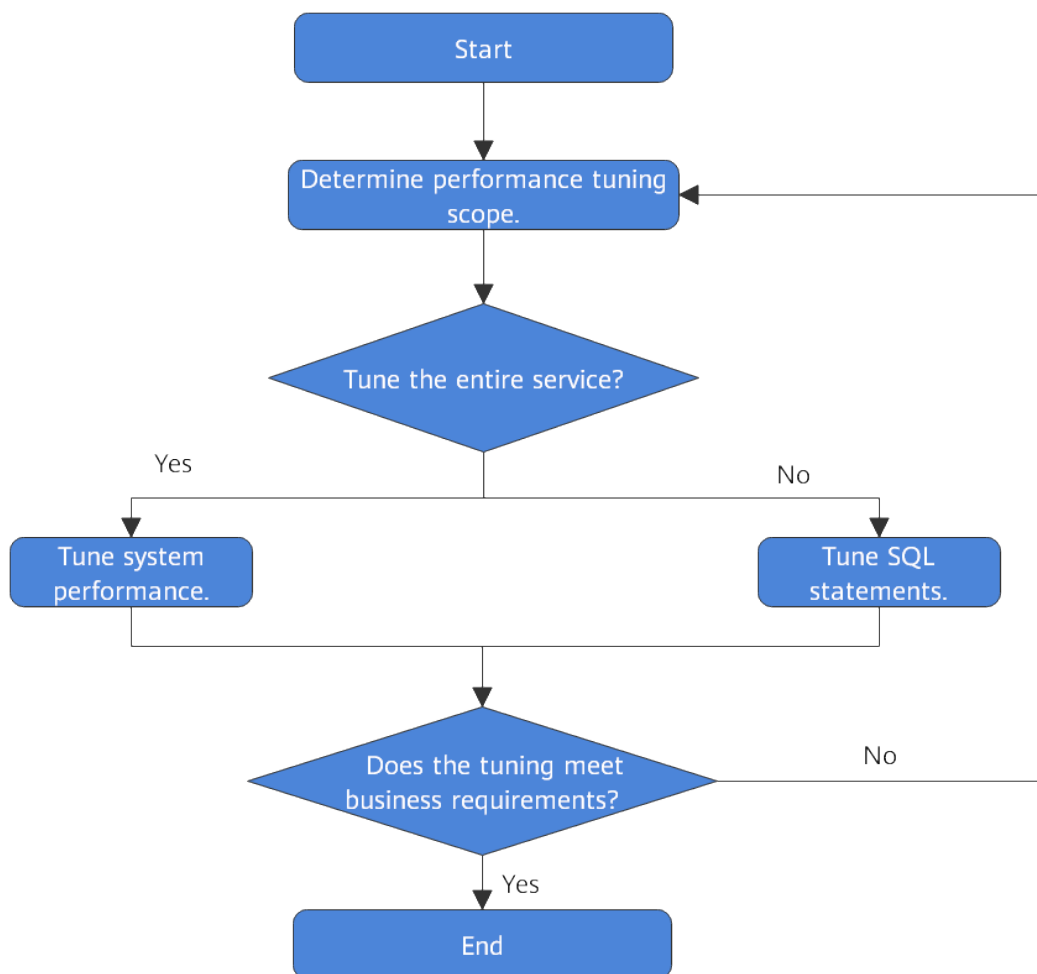 Start
Determine performance tuning
scope.
Tune the entire service?
Yes
No
Tune system
performance.
Tune SQL
statements.
Does the tuning meet
business requirements?
No
Yes
End